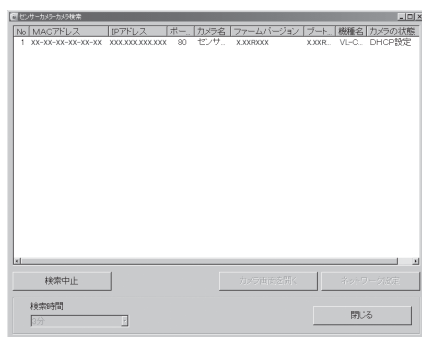 センサーカメラ-カメラ検索
No MACアドレス IPアドレス ポー... カメラ名 ファームバージョン ブート... 機種名 カメラの状態
1 XX-XX-XX-XX-XX-XX XXX.XXX.XXX.XXX 80 センサ... X.XXRXXX X.XXR... VL-C... DHCP設定
検索中止 カメラ画面を開く ネットワーク設定
検索時間
閉じる